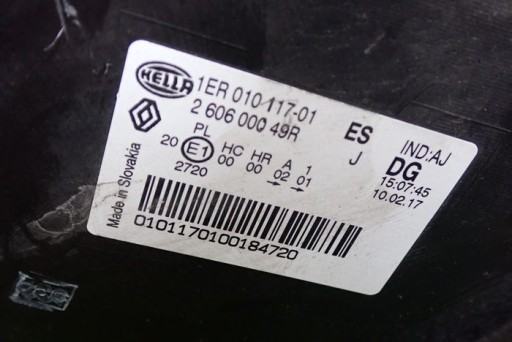 HELLA 1ER 010 117-01
2 606 000 49R
ES IND:AJ
PL J DG
20 E1 HC HR A 1
00 00 02 01
2720
15:07:45
10.02.17
Made in Slovakia
0101170100184720